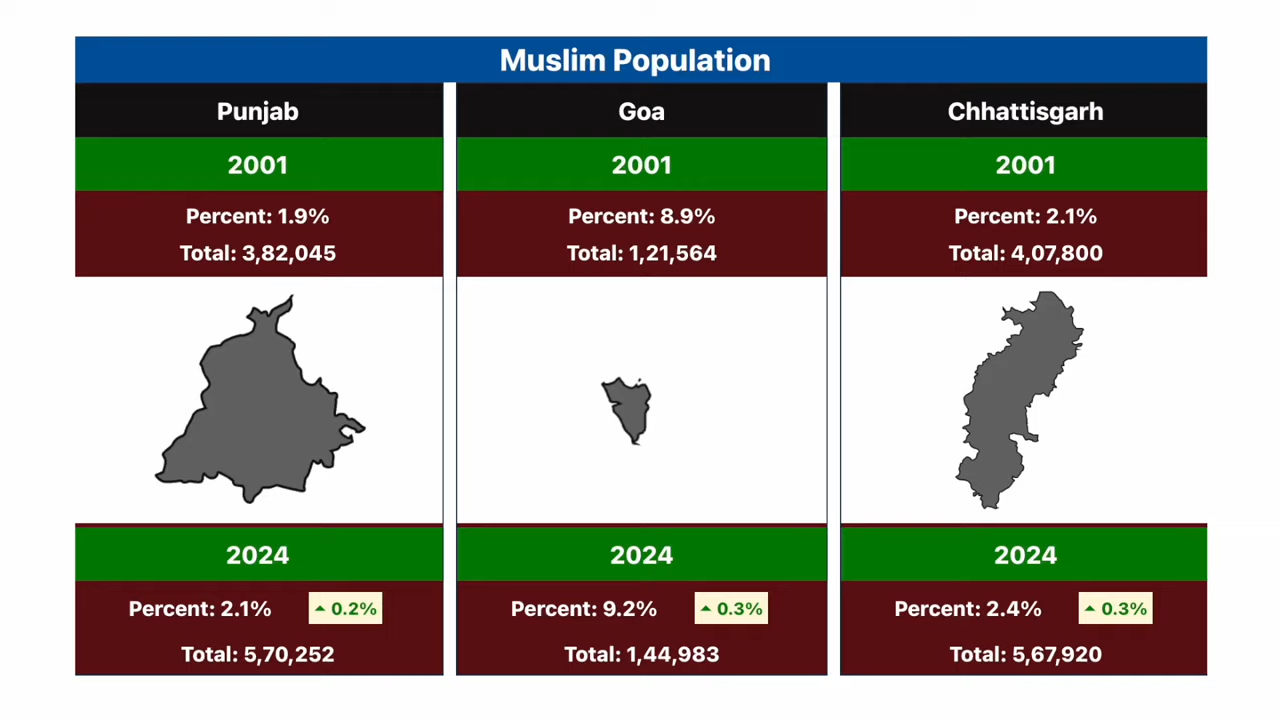 Muslim Population
Punjab
2001
Percent: 1.9%
Total: 3,82,045
2024
Percent: 2.1% 0.2%
Total: 5,70,252
Goa
2001
Percent: 8.9%
Total: 1,21,564
2024
Percent: 9.2% 0.3%
Total: 1,44,983
Chhattisgarh
2001
Percent: 2.1%
Total: 4,07,800
2024
Percent: 2.4% 0.3%
Total: 5,67,920